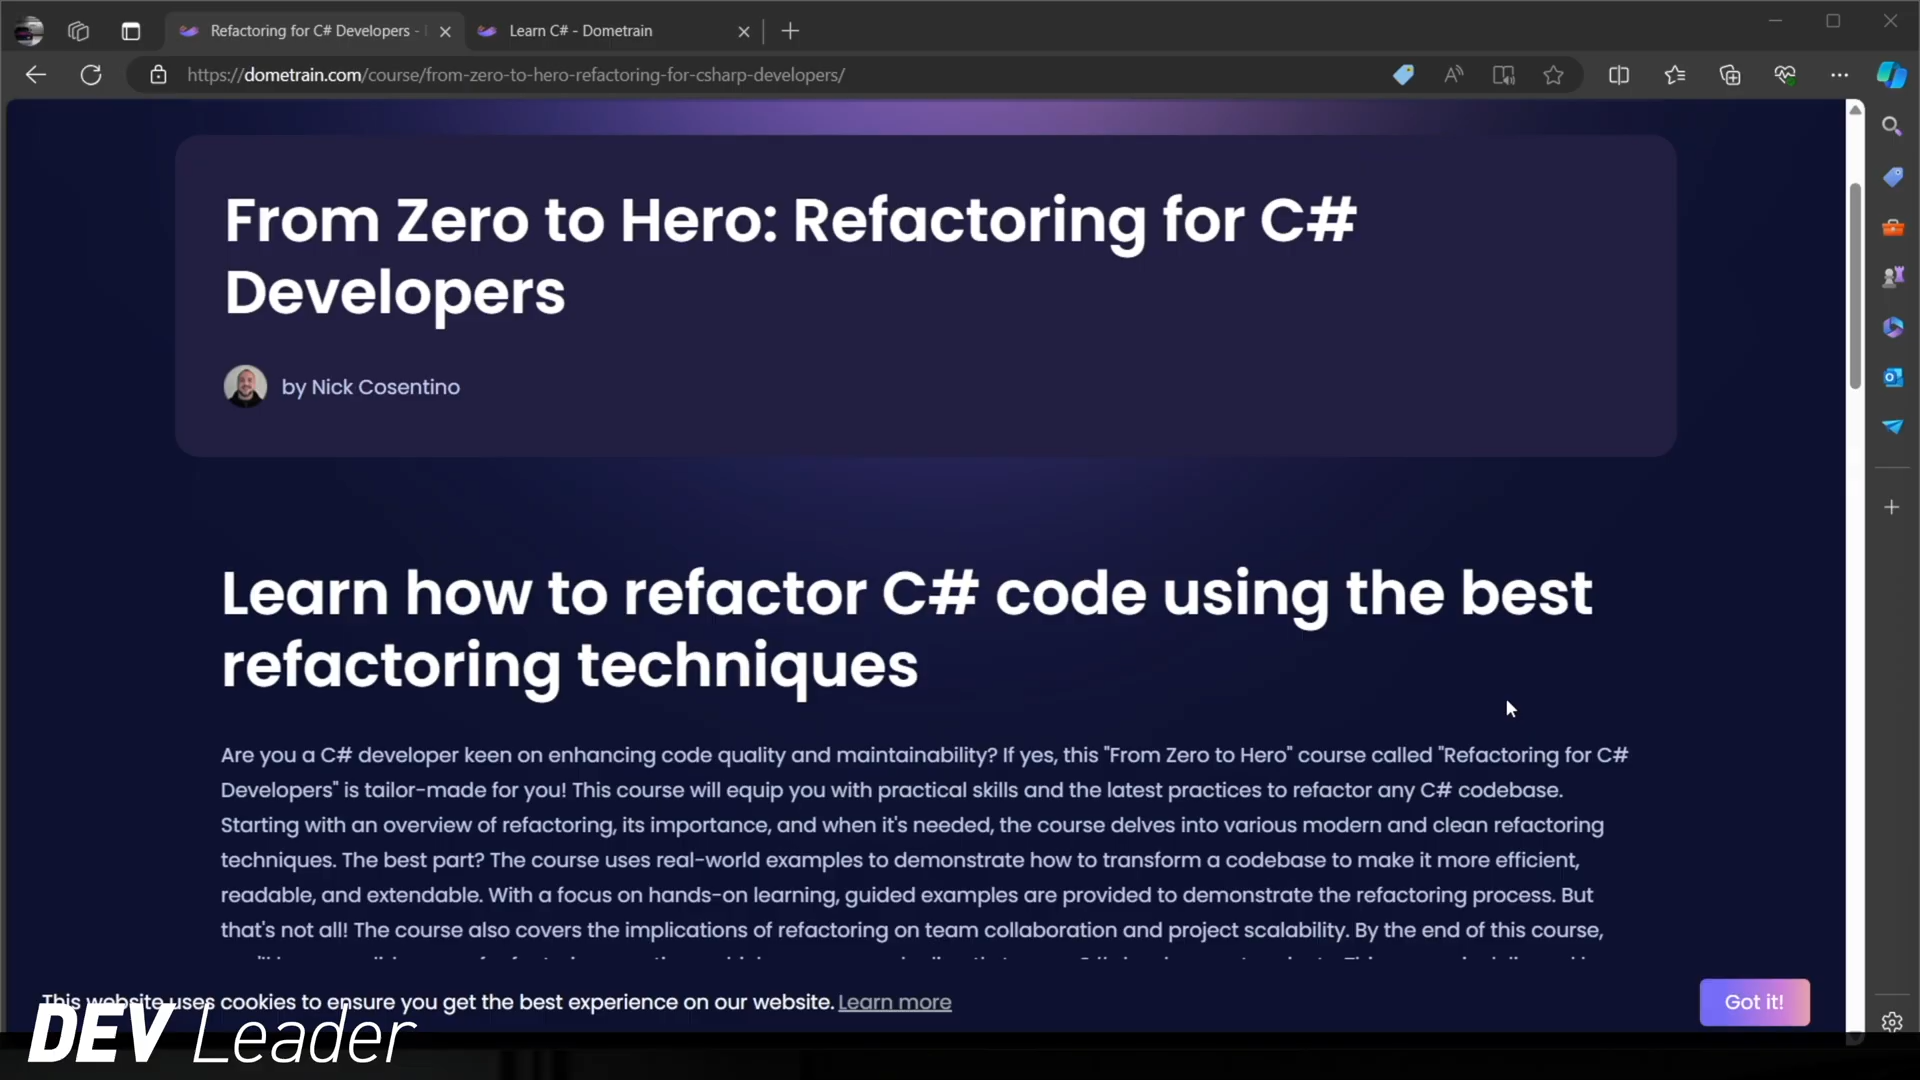 Refactoring for C# Developers -
Learn C# - Dometrain
https://dometrain.com/course/from-zero-to-hero-refactoring-for-csharp-developers/
From Zero to Hero: Refactoring for C#
Developers
by Nick Cosentino
Learn how to refactor C# code using the best
refactoring techniques
Are you a C# developer keen on enhancing code quality and maintainability? If yes, this "From Zero to Hero" course called "Refactoring for C#
Developers" is tailor-made for you! This course will equip you with practical skills and the latest practices to refactor any C# codebase.
Starting with an overview of refactoring, its importance, and when it's needed, the course delves into various modern and clean refactoring
techniques. The best part? The course uses real-world examples to demonstrate how to transform a codebase to make it more efficient,
readable, and extendable. With a focus on hands-on learning, guided examples are provided to demonstrate the refactoring process. But
that's not all! The course also covers the implications of refactoring on team collaboration and project scalability. By the end of this course,
This website uses cookies to ensure you get the best experience on our website. Learn more
Got it!
DEV Leader